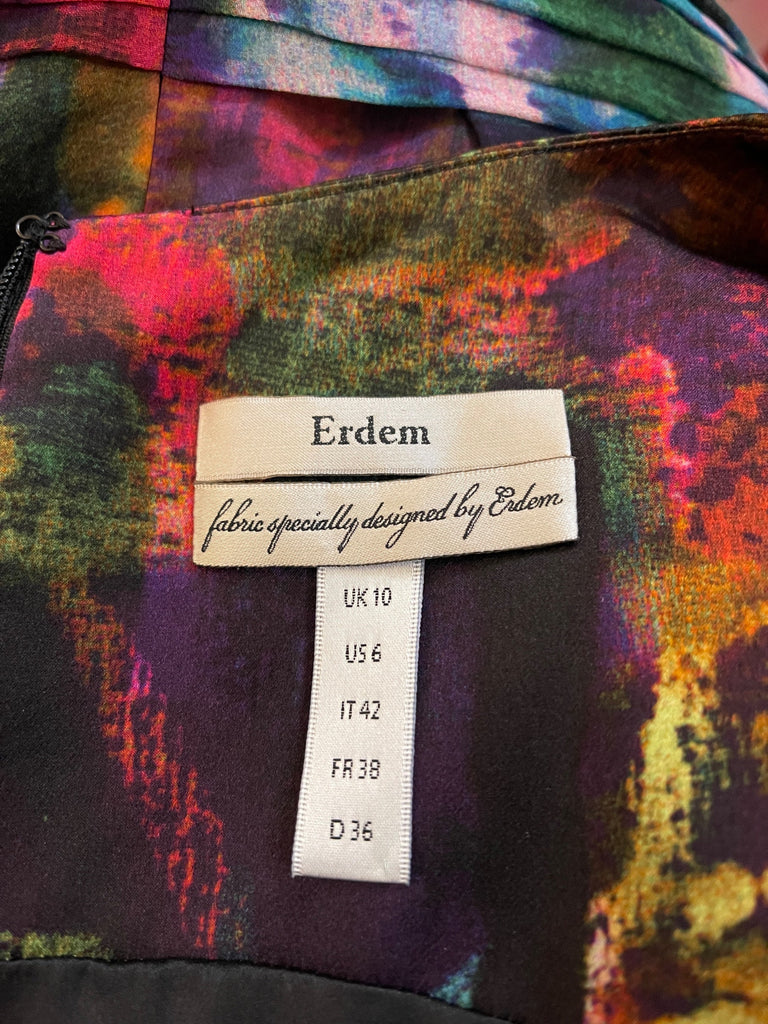 Erdem
fabric specially designed by Erdem
UK 10
US 6
IT 42
FR 38
D 36